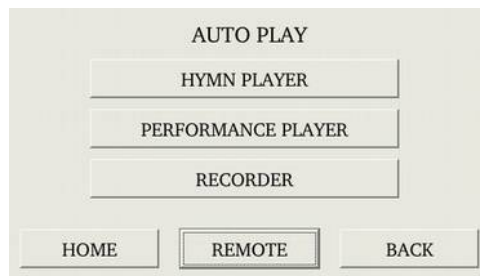 AUTO PLAY
HYMN PLAYER
PERFORMANCE PLAYER
RECORDER
HOME REMOTE BACK